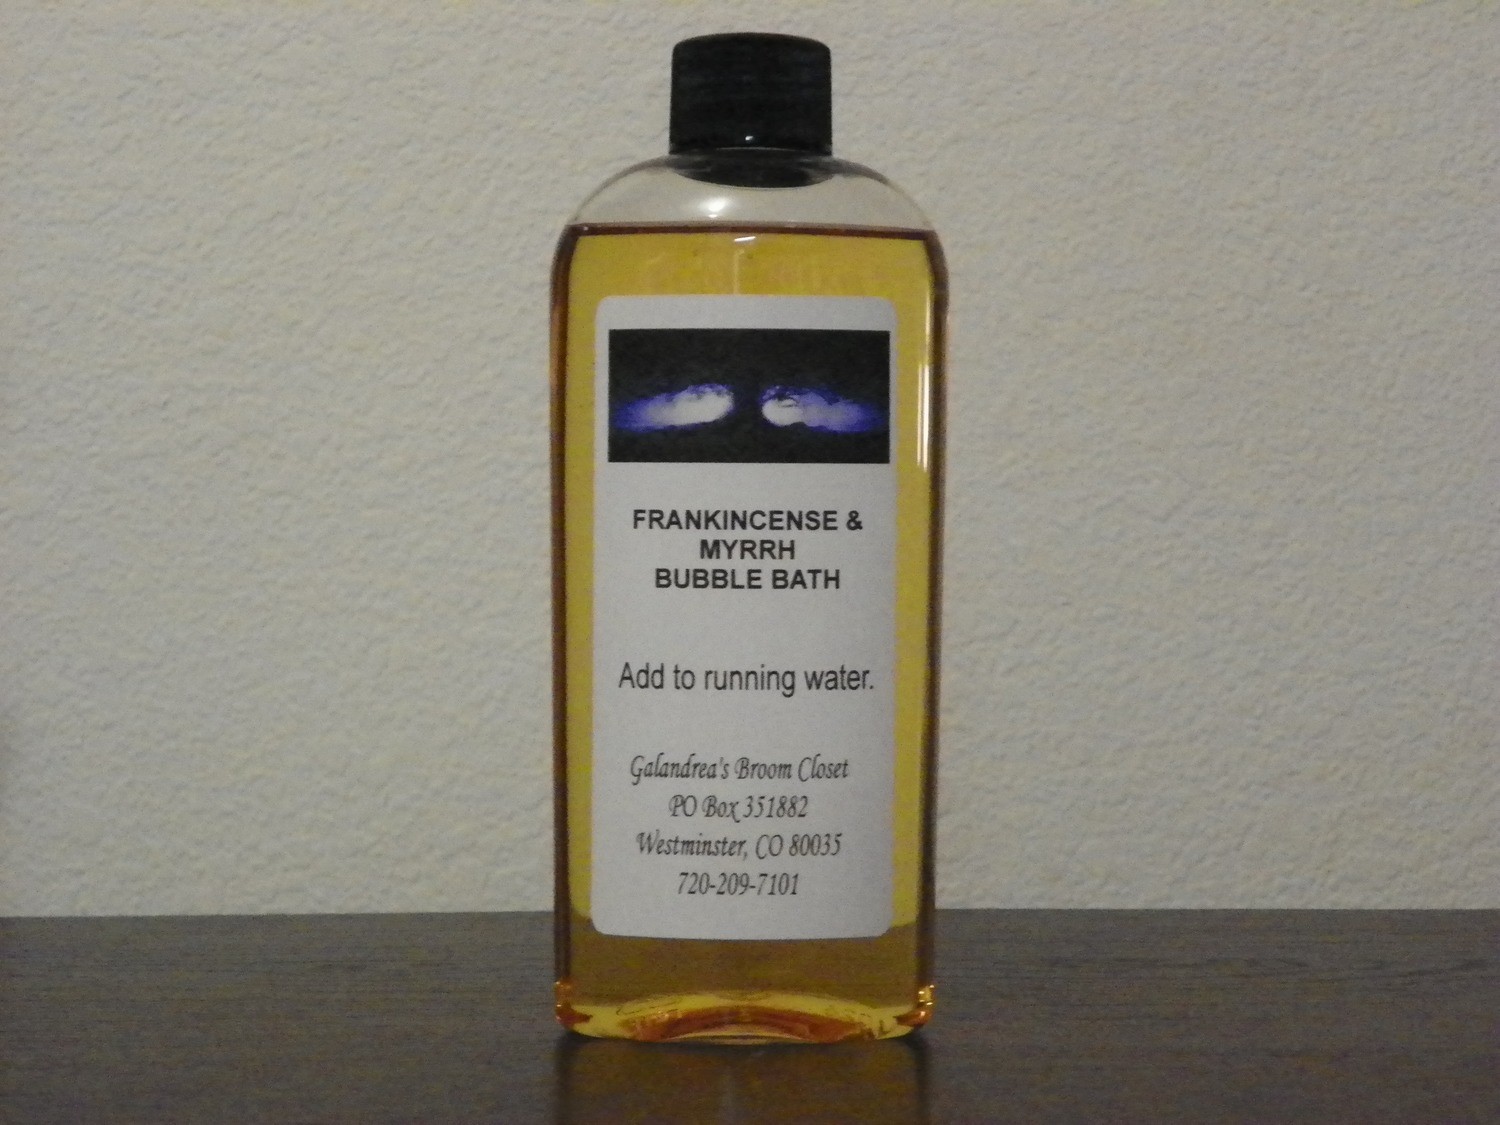 FRANKINCENSE &
MYRRH
BUBBLE BATH
Add to running water.
Galandrea's Broom Closet
PO Box 351882
Westminster, CO 80035
720-209-7101